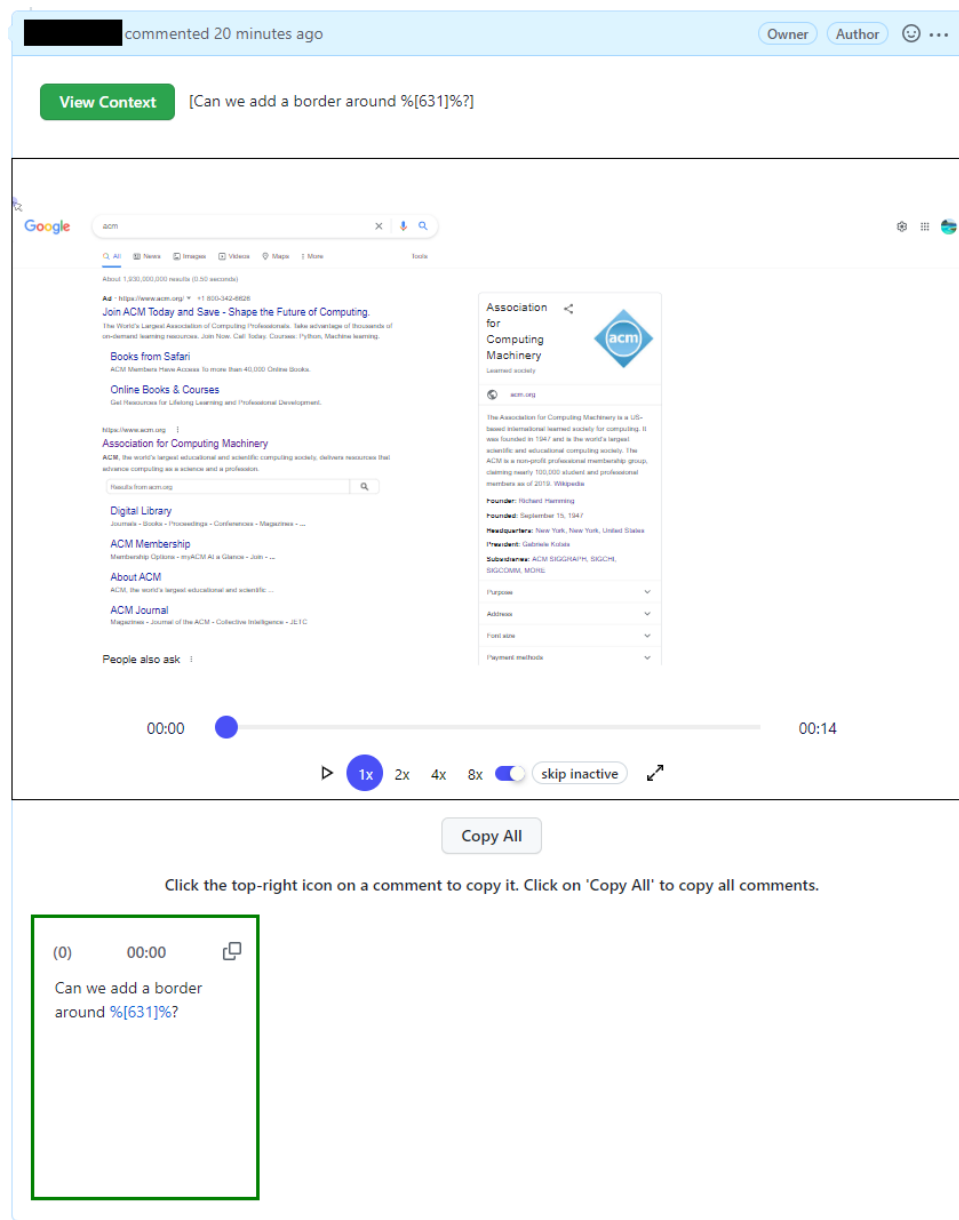 commented 20 minutes ago Owner Author
View Context [Can we add a border around %[631]%?]
Google acm
All News Images Videos Maps More Tools
About 1,930,000,000 results (0.50 seconds)
Ad · https://www.acm.org/ +1 800-342-6626
Join ACM Today and Save - Shape the Future of Computing.
The World's Largest Association of Computing Professionals. Take advantage of thousands of
on-demand learning resources. Join Now. Call Today. Courses: Python, Machine learning.
Books from Safari
ACM Members Have Access To more than 40,000 Online Books.
Online Books & Courses
Get Resources for Lifelong Learning and Professional Development.
https://www.acm.org
Association for Computing Machinery
ACM, the world's largest educational and scientific computing society, delivers resources that
advance computing as a science and a profession.
Results from acm.org
Digital Library
Journals - Books - Proceedings - Conferences - Magazines - ...
ACM Membership
Membership Options - myACM At a Glance - Join - ...
About ACM
ACM, the world's largest educational and scientific ...
ACM Journal
Magazines - Journal of the ACM - Collective Intelligence - JETC
People also ask
Association
for
Computing
Machinery
acm
Learned society
acm.org
The Association for Computing Machinery is a US-
based international learned society for computing. It
was founded in 1947 and is the world's largest
scientific and educational computing society. The
ACM is a non-profit professional membership group,
claiming nearly 100,000 student and professional
members as of 2019. Wikipedia
Founder: Richard Hamming
Founded: September 15, 1947
Headquarters: New York, New York, United States
President: Gabriele Kotsis
Subsidiaries: ACM SIGGRAPH, SIGCHI,
SIGCOMM, MORE
Purpose
Address
Font size
Payment methods
00:00 00:14
1x 2x 4x 8x skip inactive
Copy All
Click the top-right icon on a comment to copy it. Click on 'Copy All' to copy all comments.
(0) 00:00
Can we add a border
around %[631]%?